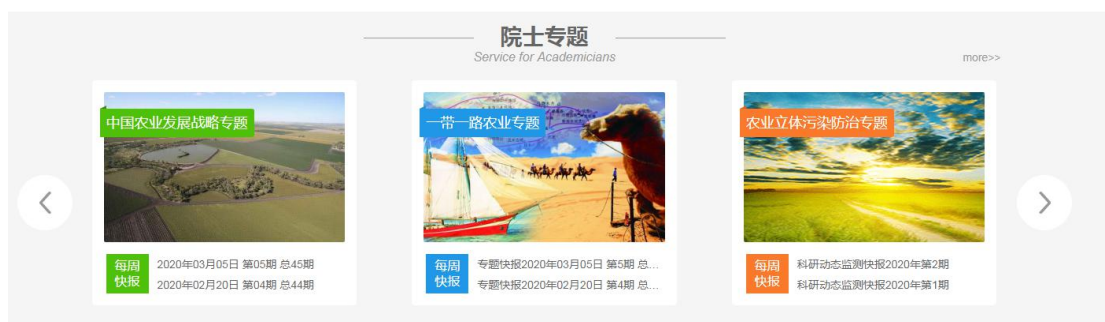 院士专题
Service for Academicians
more>>
中国农业发展战略专题
每周
快报
2020年03月05日 第05期 总45期
2020年02月20日 第04期 总44期
一带一路农业专题
每周
快报
专题快报2020年03月05日 第5期 总...
专题快报2020年02月20日 第4期 总...
农业立体污染防治专题
每周
快报
科研动态监测快报2020年第2期
科研动态监测快报2020年第1期